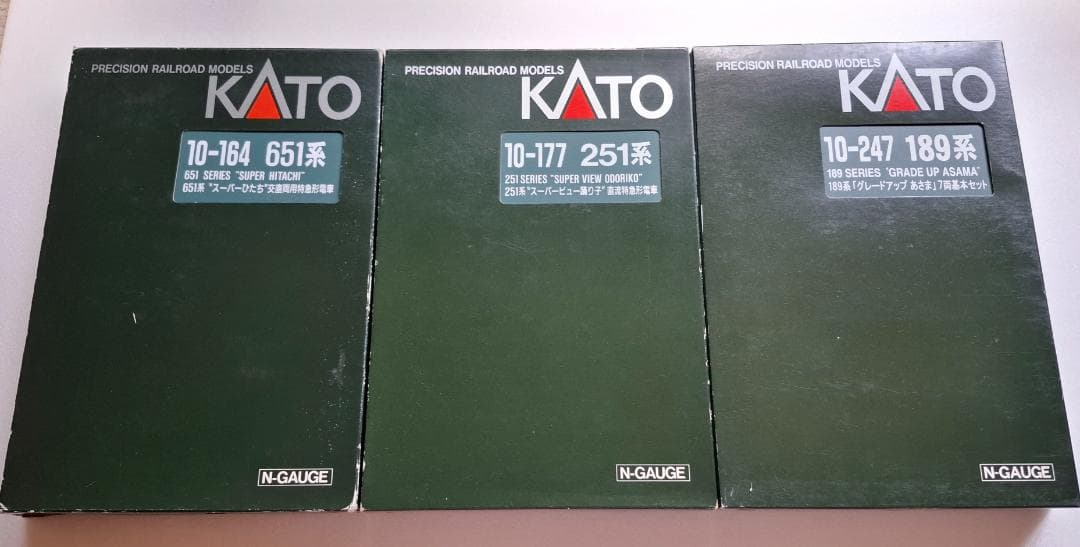 PRECISION RAILROAD MODELS
KATO
10-164 651系
651 SERIES "SUPER HITACHI"
651系 "スーパーひたち" 交直両用特急形電車
N-GAUGE
PRECISION RAILROAD MODELS
KATO
10-177 251系
251 SERIES "SUPER VIEW ODORIKO"
251系 "スーパービュー踊り子" 直流特急形電車
N-GAUGE
PRECISION RAILROAD MODELS
KATO
10-247 189系
189 SERIES 'GRADE UP ASAMA'
189系「グレードアップ あさま」7両基本セット
N-GAUGE